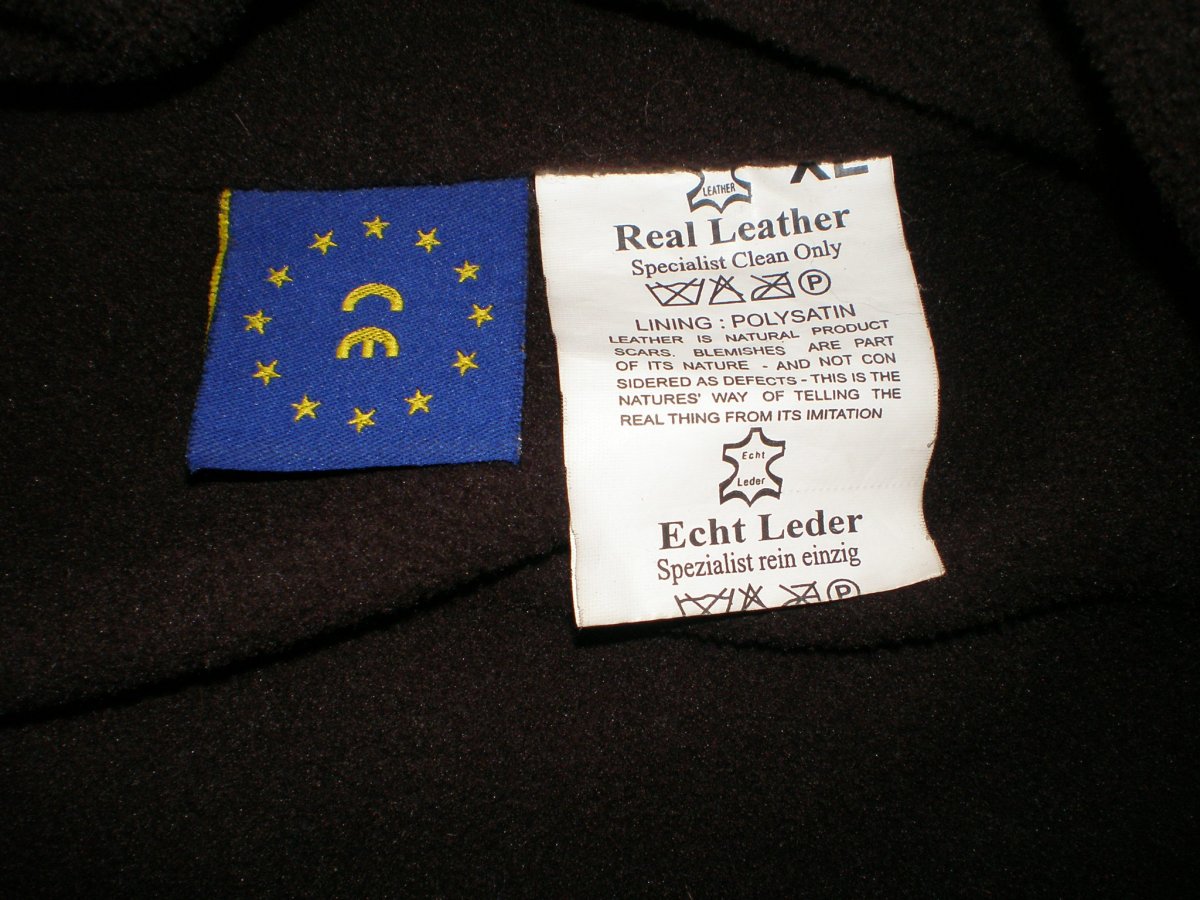 CE
XL
LEATHER
Real Leather
Specialist Clean Only
P
LINING : POLYSATIN
LEATHER IS NATURAL PRODUCT
SCARS. BLEMISHES ARE PART
OF ITS NATURE - AND NOT CON
SIDERED AS DEFECTS - THIS IS THE
NATURES' WAY OF TELLING THE
REAL THING FROM ITS IMITATION
Echt
Leder
Echt Leder
Spezialist rein einzig
P